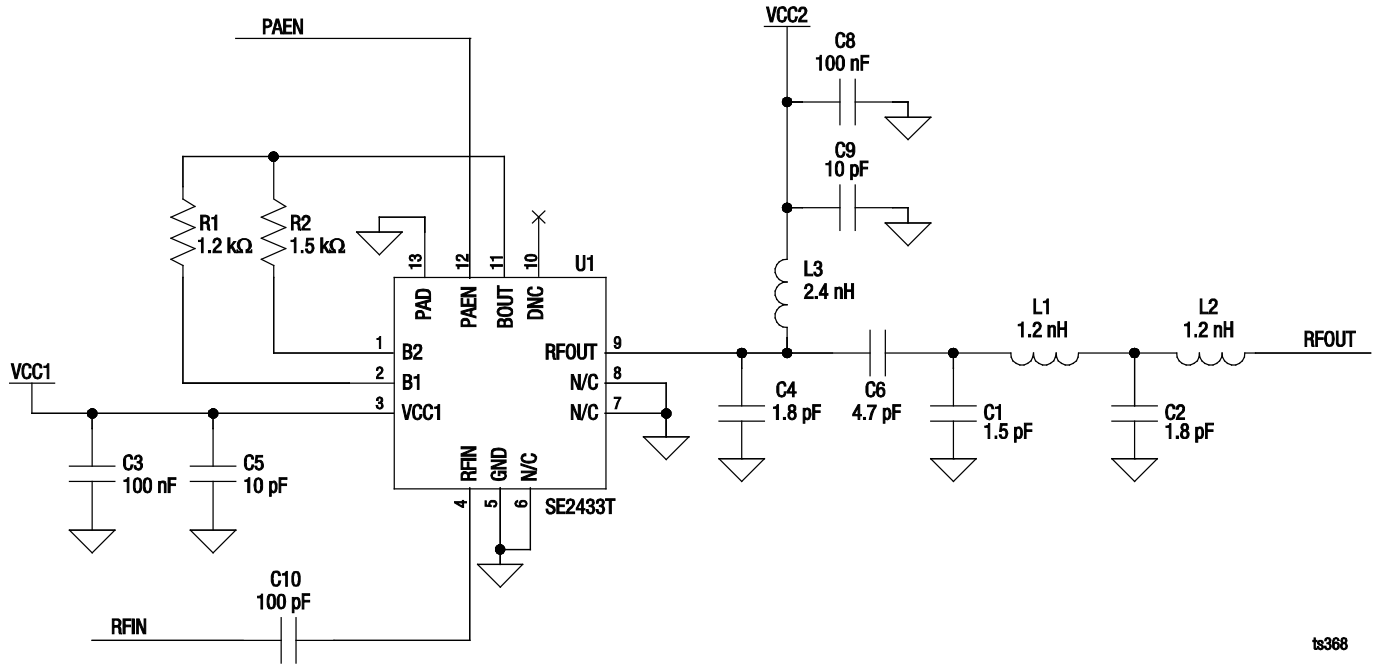 PAEN
VCC2
C8
100 nF
C9
10 pF
R1
1.2 kΩ
R2
1.5 kΩ
13
12
11
10
U1
PAD
PAEN
BOUT
DNC
L3
2.4 nH
1
B2
2
B1
3
VCC1
VCC1
RFOUT
9
N/C
8
N/C
7
L1
1.2 nH
L2
1.2 nH
RFOUT
C4
1.8 pF
C6
4.7 pF
C1
1.5 pF
C2
1.8 pF
C3
100 nF
C5
10 pF
RFIN
GND
N/C
4
5
6
SE2433T
C10
100 pF
RFIN
ts368